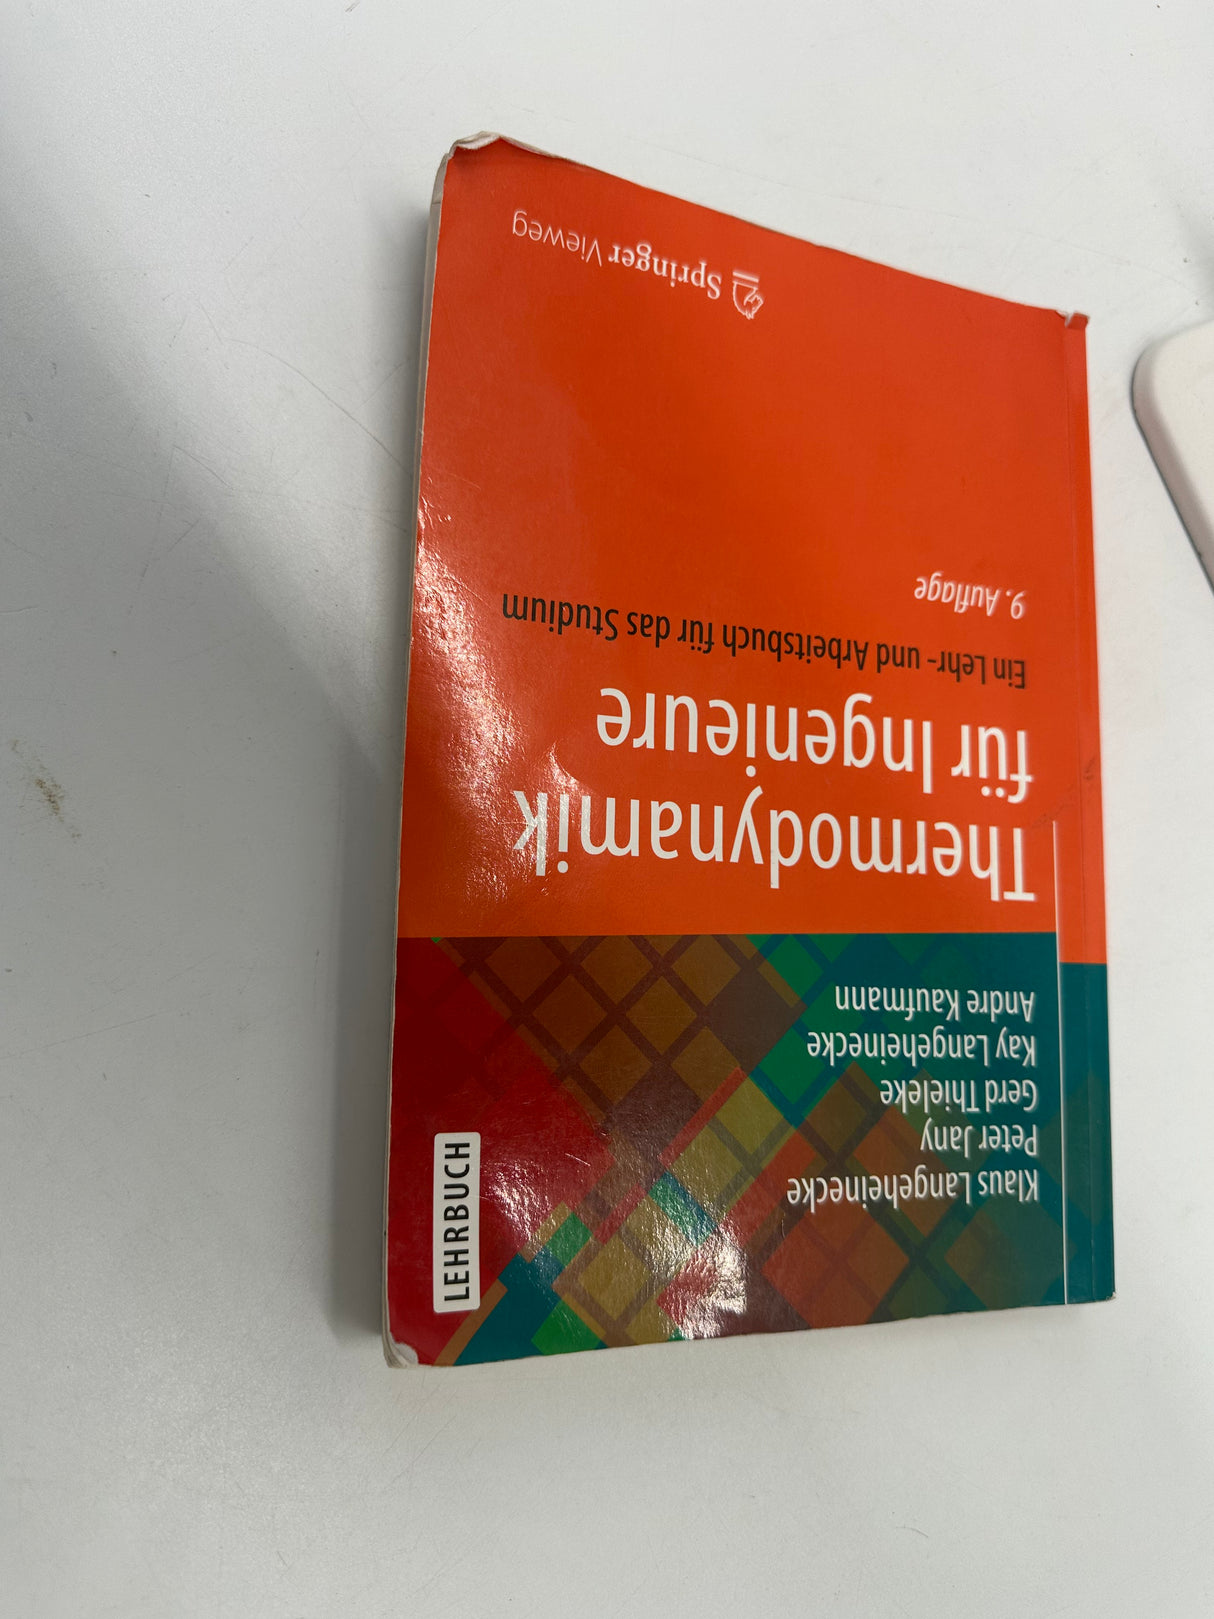 LEHRBUCH
Klaus Langeheinecke
Peter Jany
Gerd Thieleke
Kay Langeheinecke
Andre Kaufmann
Thermodynamik
für Ingenieure
Ein Lehr- und Arbeitsbuch für das Studium
9. Auflage
Springer Vieweg